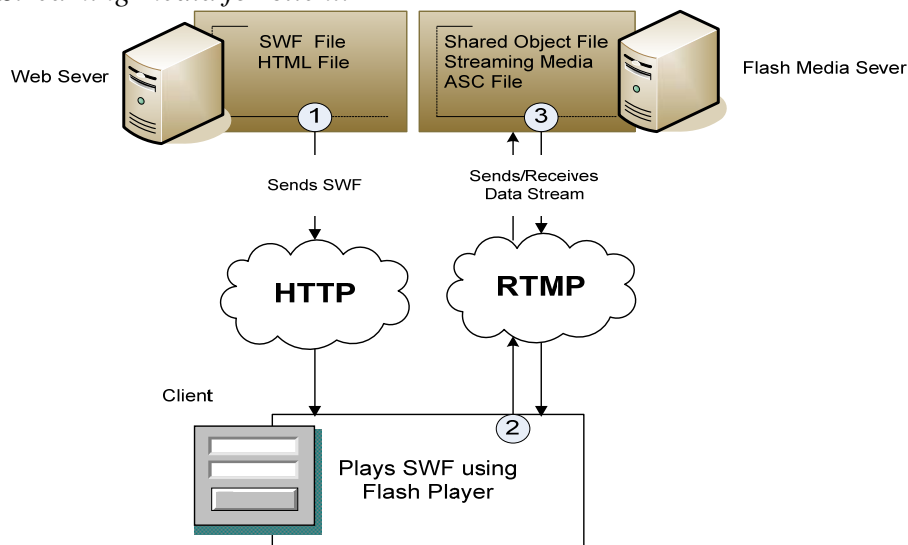 Web Sever
SWF File
HTML File
1
Shared Object File
Streaming Media
ASC File
3
Flash Media Sever
Sends SWF
Sends/Receives
Data Stream
HTTP
RTMP
Client
2
Plays SWF using
Flash Player